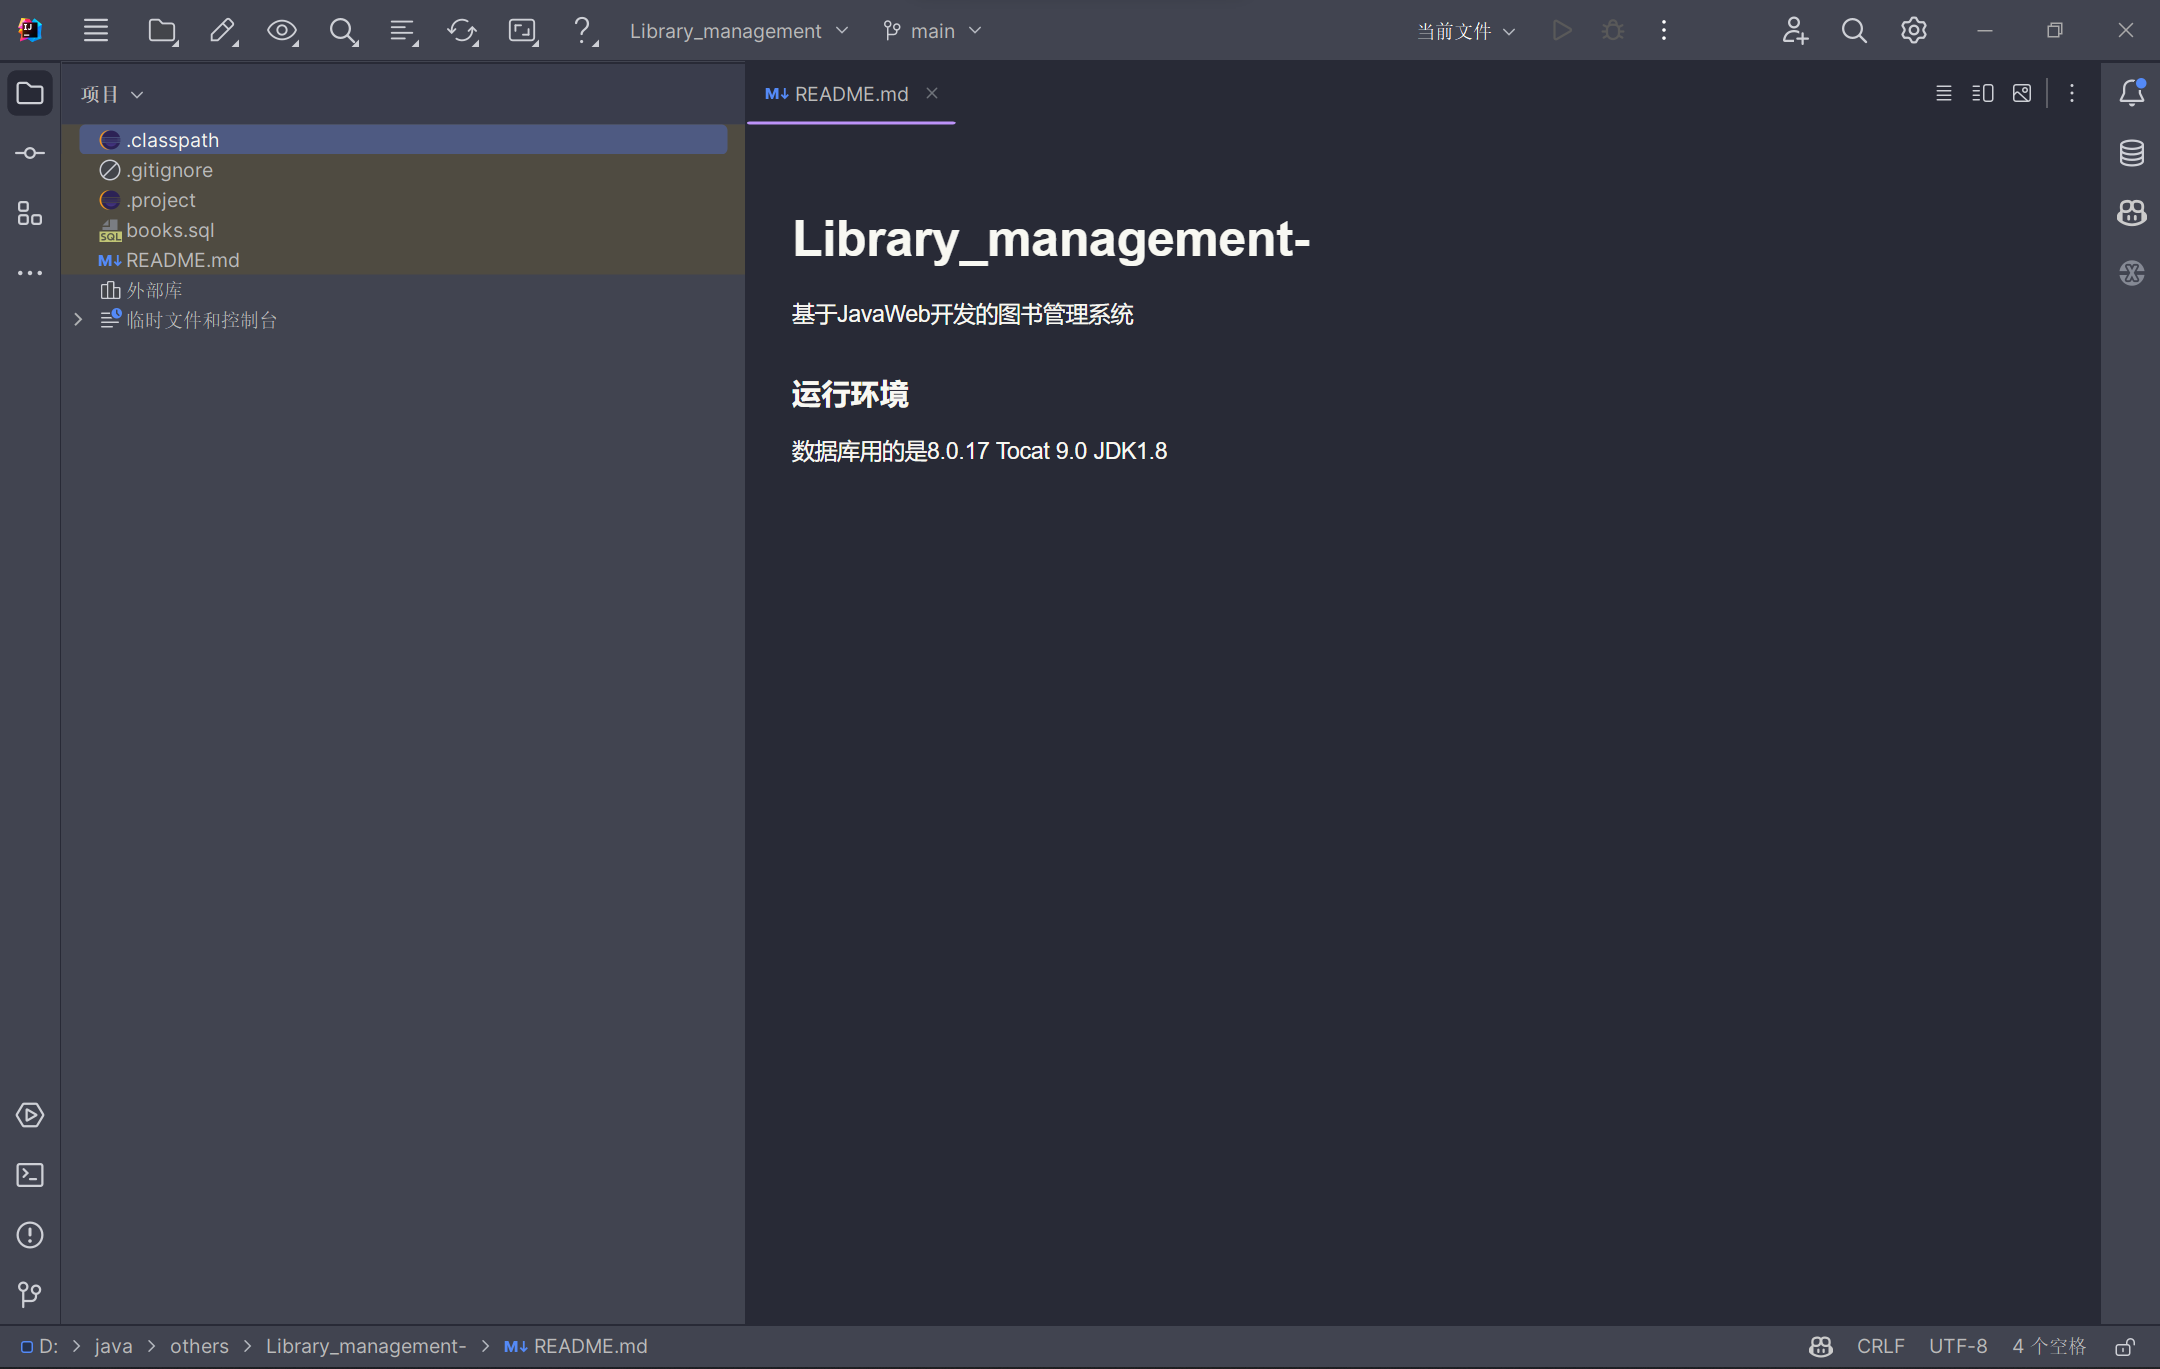 Library_management
main
当前文件
项目
README.md
.classpath
.gitignore
.project
books.sql
README.md
外部库
临时文件和控制台
Library_management-
基于JavaWeb开发的图书管理系统
运行环境
数据库用的是8.0.17 Tocat 9.0 JDK1.8
D: > java > others > Library_management- > README.md
CRLF UTF-8 4 个空格